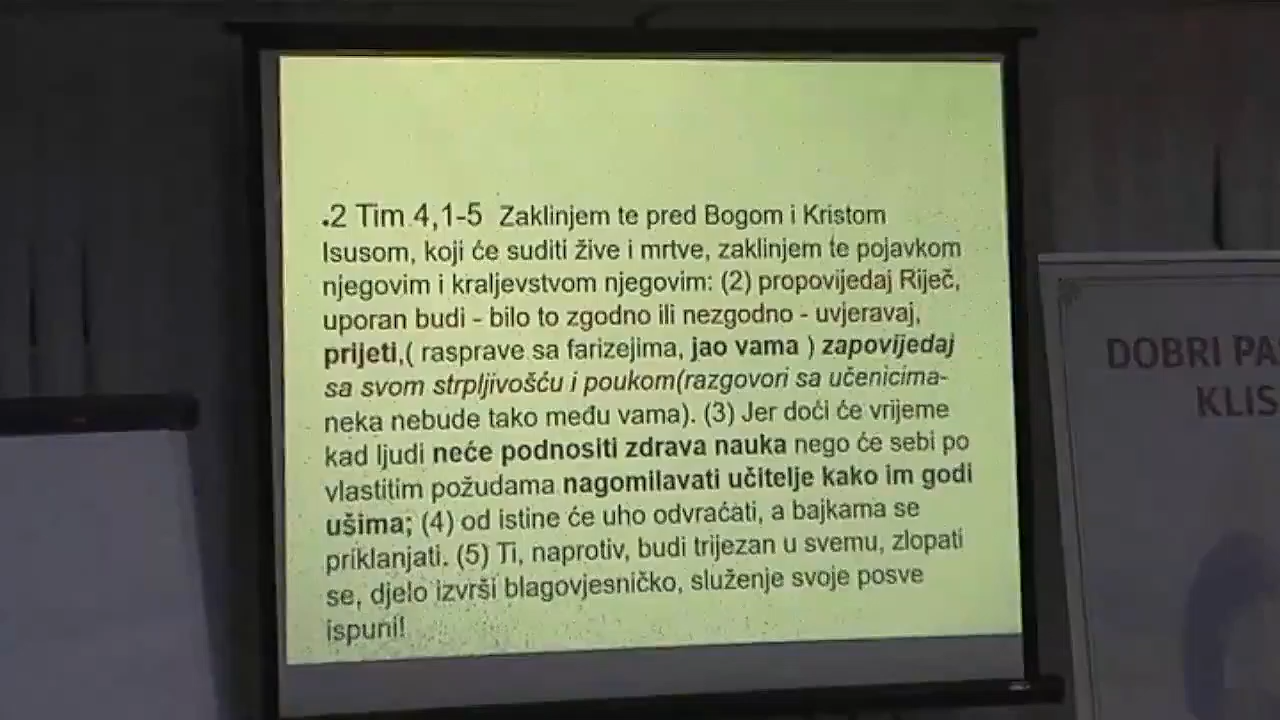 .2 Tim 4,1-5 Zaklinjem te pred Bogom i Kristom
Isusom, koji će suditi žive i mrtve, zaklinjem te pojavkom
njegovim i kraljevstvom njegovim: (2) propovijedaj Riječ,
uporan budi - bilo to zgodno ili nezgodno - uvjeravaj,
prijeti,( rasprave sa farizejima, jao vama ) zapovijedaj
sa svom strpljivošću i poukom(razgovori sa učenicima-
neka nebude tako među vama). (3) Jer doći će vrijeme
kad ljudi neće podnositi zdrava nauka nego će sebi po
vlastitim požudama nagomilavati učitelje kako im godi
ušima; (4) od istine će uho odvraćati, a bajkama se
priklanjati. (5) Ti, naprotiv, budi trijezan u svemu, zlopati
se, djelo izvrši blagovjesničko, služenje svoje posve
ispuni!
DOBRI PA
KLIS